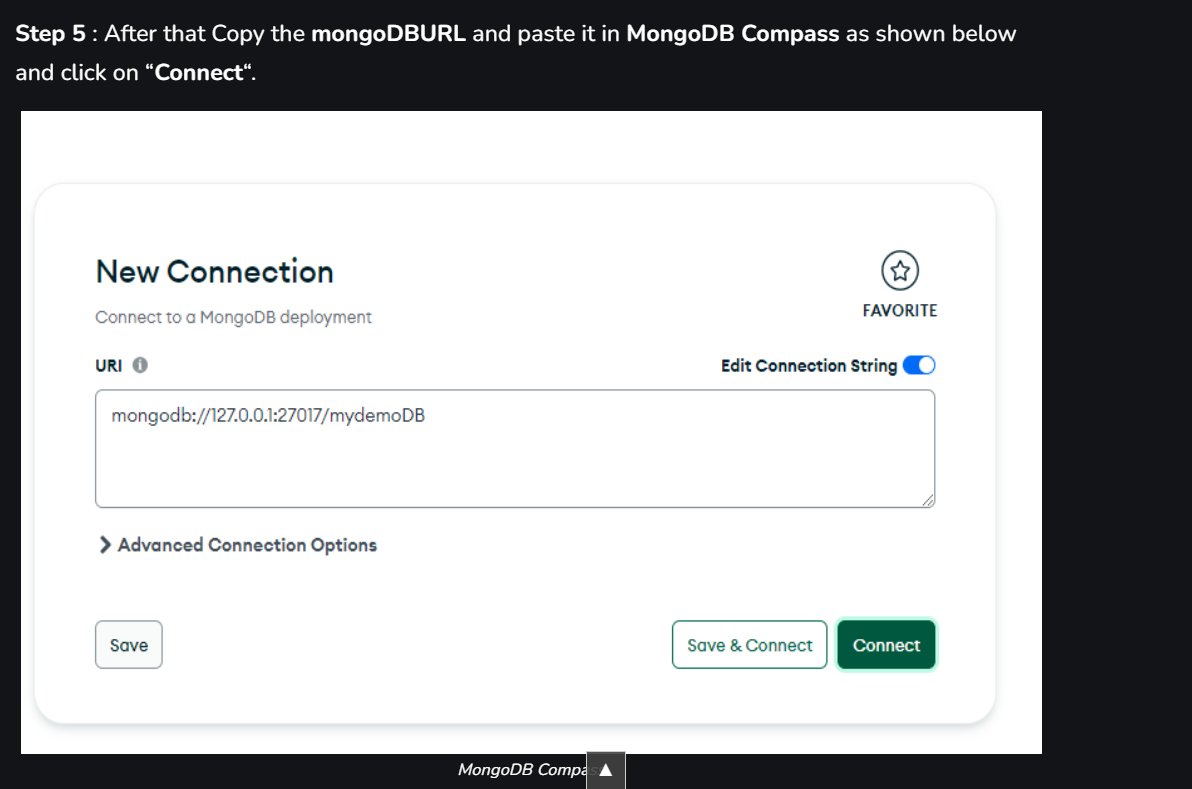 Step 5 : After that Copy the mongoDBURL and paste it in MongoDB Compass as shown below
and click on “Connect“.
New Connection
FAVORITE
Connect to a MongoDB deployment
URI
Edit Connection String
mongodb://127.0.0.1:27017/mydemoDB
Advanced Connection Options
Save
Save & Connect
Connect
MongoDB Compass